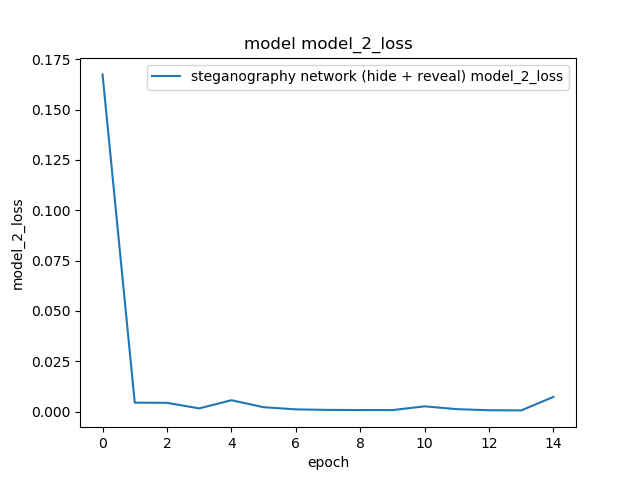 model model_2_loss
steganography network (hide + reveal) model_2_loss
model_2_loss
0.175
0.150
0.125
0.100
0.075
0.050
0.025
0.000
0 2 4 6 8 10 12 14
epoch